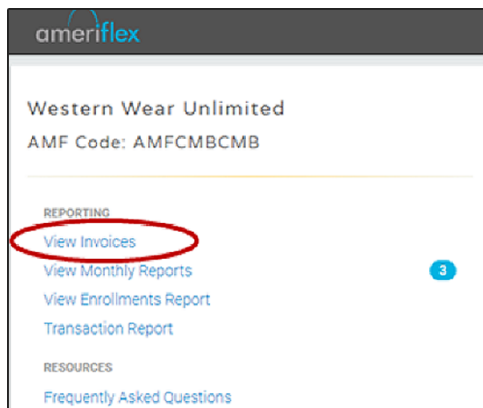 ameriflex
Western Wear Unlimited
AMF Code: AMFCMBCMB
REPORTING
View Invoices
View Monthly Reports 3
View Enrollments Report
Transaction Report
RESOURCES
Frequently Asked Questions